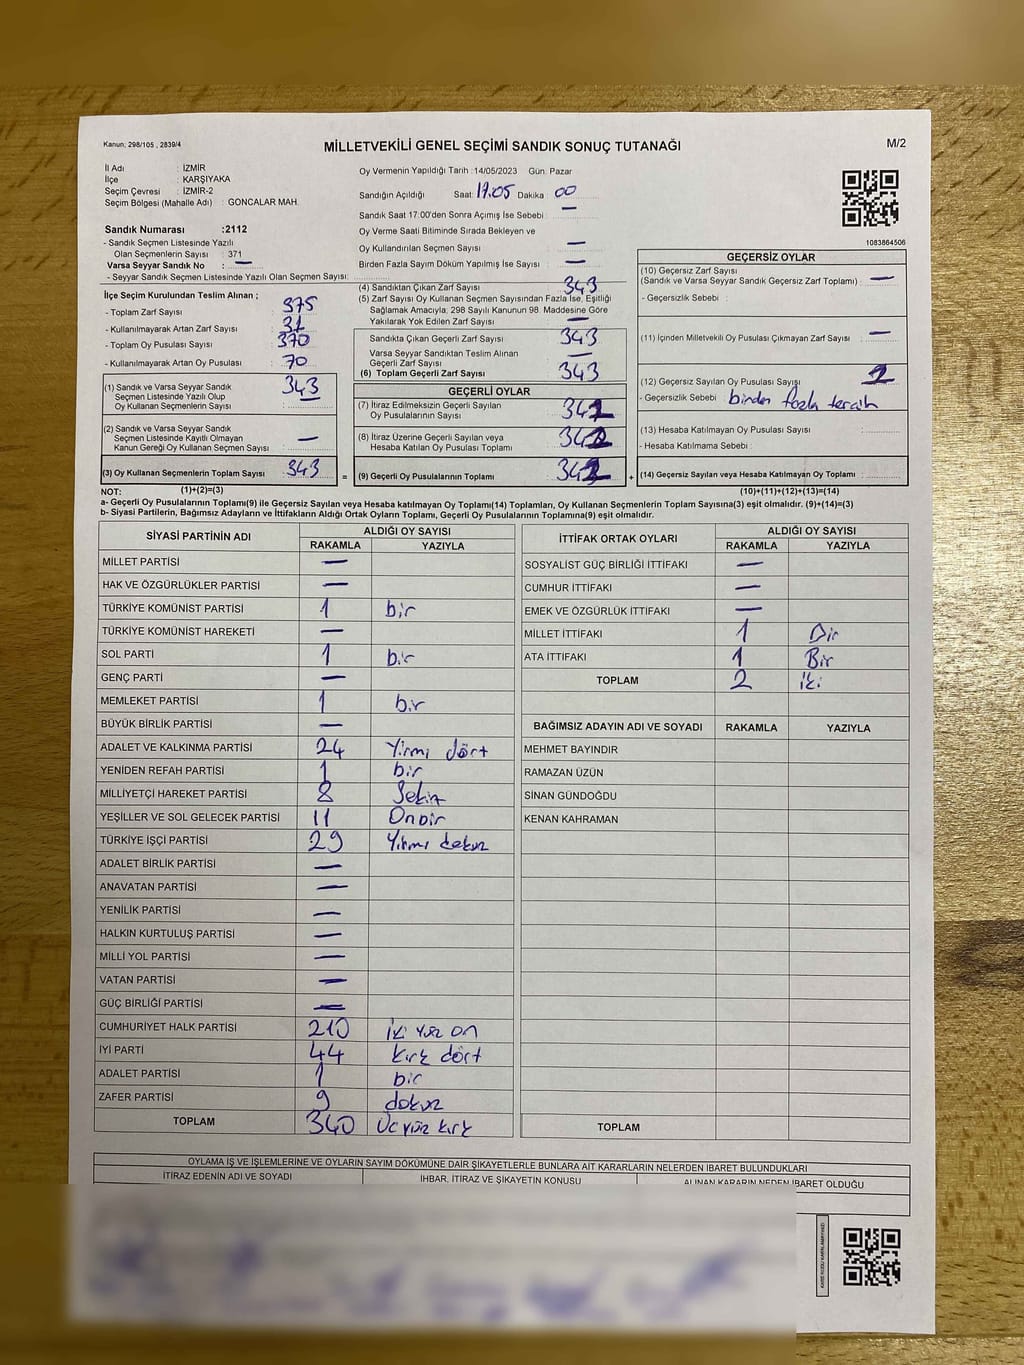 Kanun; 298/105 , 2839/4
MİLLETVEKİLİ GENEL SEÇİMİ SANDIK SONUÇ TUTANAĞI
M/2
İl Adı : İZMİR
İlçe : KARŞIYAKA
Seçim Çevresi : İZMİR-2
Seçim Bölgesi (Mahalle Adı) : GONCALAR MAH.
Sandık Numarası :2112
- Sandık Seçmen Listesinde Yazılı
Olan Seçmenlerin Sayısı : 371
Varsa Seyyar Sandık No : —
- Seyyar Sandık Seçmen Listesinde Yazılı Olan Seçmen Sayısı:
Oy Vermenin Yapıldığı Tarih :14/05/2023 Gün: Pazar
Sandığın Açıldığı Saat: 17.05 Dakika : 00
Sandık Saat 17:00'den Sonra Açımış İse Sebebi : —
Oy Verme Saati Bitiminde Sırada Bekleyen ve
Oy Kullandırılan Seçmen Sayısı : —
Birden Fazla Sayım Döküm Yapılmış İse Sayısı : —
1083864506
İlçe Seçim Kurulundan Teslim Alınan ;
- Toplam Zarf Sayısı : 375
- Kullanılmayarak Artan Zarf Sayısı : 31
- Toplam Oy Pusulası Sayısı : 370
- Kullanılmayarak Artan Oy Pusulası : 70
(1) Sandık ve Varsa Seyyar Sandık
Seçmen Listesinde Yazılı Olup
Oy Kullanan Seçmenlerin Sayısı : 343
(2) Sandık ve Varsa Seyyar Sandık
Seçmen Listesinde Kayıtlı Olmayan
Kanun Gereği Oy Kullanan Seçmen Sayısı : —
(3) Oy Kullanan Seçmenlerin Toplam Sayısı : 343
(1)+(2)=(3)
(4) Sandıktan Çıkan Zarf Sayısı : 343
(5) Zarf Sayısı Oy Kullanan Seçmen Sayısından Fazla İse, Eşitliği
Sağlamak Amacıyla; 298 Sayılı Kanunun 98. Maddesine Göre
Yakılarak Yok Edilen Zarf Sayısı : —
Sandıkta Çıkan Geçerli Zarf Sayısı : 343
Varsa Seyyar Sandıktan Teslim Alınan
Geçerli Zarf Sayısı : —
(6) Toplam Geçerli Zarf Sayısı : 343
GEÇERLİ OYLAR
(7) İtiraz Edilmeksizin Geçerli Sayılan
Oy Pusulalarının Sayısı : 342
(8) İtiraz Üzerine Geçerli Sayılan veya
Hesaba Katılan Oy Pusulası Toplamı : 342
= (9) Geçerli Oy Pusulalarının Toplamı : 342 +
GEÇERSİZ OYLAR
(10) Geçersiz Zarf Sayısı
(Sandık ve Varsa Seyyar Sandık Geçersiz Zarf Toplamı) : —
- Geçersizlik Sebebi :
(11) İçinden Milletvekili Oy Pusulası Çıkmayan Zarf Sayısı : —
(12) Geçersiz Sayılan Oy Pusulası Sayısı
- Geçersizlik Sebebi : birden fazla tercih
(13) Hesaba Katılmayan Oy Pusulası Sayısı :
- Hesaba Katılmama Sebebi :
(14) Geçersiz Sayılan veya Hesaba Katılmayan Oy Toplamı :
(10)+(11)+(12)+(13)=(14)
NOT:
a- Geçerli Oy Pusulalarının Toplamı(9) ile Geçersiz Sayılan veya Hesaba Katılmayan Oy Toplamı(14) Toplamları, Oy Kullanan Seçmenlerin Toplam Sayısına(3) eşit olmalıdır. (9)+(14)=(3)
b- Siyasi Partilerin, Bağımsız Adayların ve İttifakların Aldığı Ortak Oyların Toplamı, Geçerli Oy Pusulalarının Toplamına(9) eşit olmalıdır.
SİYASİ PARTİNİN ADI ALDIĞI OY SAYISI
RAKAMLA YAZIYLA
MİLLET PARTİSİ —
HAK VE ÖZGÜRLÜKLER PARTİSİ —
TÜRKİYE KOMÜNİST PARTİSİ 1 bir
TÜRKİYE KOMÜNİST HAREKETİ —
SOL PARTİ 1 bir
GENÇ PARTİ —
MEMLEKET PARTİSİ 1 bir
BÜYÜK BİRLİK PARTİSİ —
ADALET VE KALKINMA PARTİSİ 24 Yirmi dört
YENİDEN REFAH PARTİSİ 1 bir
MİLLİYETÇİ HAREKET PARTİSİ 8 Sekiz
YEŞİLLER VE SOL GELECEK PARTİSİ 11 Onbir
TÜRKİYE İŞÇİ PARTİSİ 29 Yirmi dokuz
ADALET BİRLİK PARTİSİ —
ANAVATAN PARTİSİ —
YENİLİK PARTİSİ —
HALKIN KURTULUŞ PARTİSİ —
MİLLİ YOL PARTİSİ —
VATAN PARTİSİ —
GÜÇ BİRLİĞİ PARTİSİ —
CUMHURİYET HALK PARTİSİ 210 iki yüz on
İYİ PARTİ 44 kırk dört
ADALET PARTİSİ 1 bir
ZAFER PARTİSİ 9 dokuz
TOPLAM 340 Üç yüz kırk
İTTİFAK ORTAK OYLARI ALDIĞI OY SAYISI
RAKAMLA YAZIYLA
SOSYALİST GÜÇ BİRLİĞİ İTTİFAKI —
CUMHUR İTTİFAKI —
EMEK VE ÖZGÜRLÜK İTTİFAKI —
MİLLET İTTİFAKI 1 Bir
ATA İTTİFAKI 1 Bir
TOPLAM 2 iki
BAĞIMSIZ ADAYIN ADI VE SOYADI RAKAMLA YAZIYLA
MEHMET BAYINDIR
RAMAZAN ÜZÜN
SİNAN GÜNDOĞDU
KENAN KAHRAMAN
TOPLAM
OYLAMA İŞ VE İŞLEMLERİNE VE OYLARIN SAYIM DÖKÜMÜNE DAİR ŞİKAYETLERLE BUNLARA AİT KARARLARIN NELERDEN İBARET BULUNDUKLARI
İTİRAZ EDENİN ADI VE SOYADI İHBAR, İTİRAZ VE ŞİKAYETİN KONUSU ALINAN KARARIN NEDEN İBARET OLDUĞU